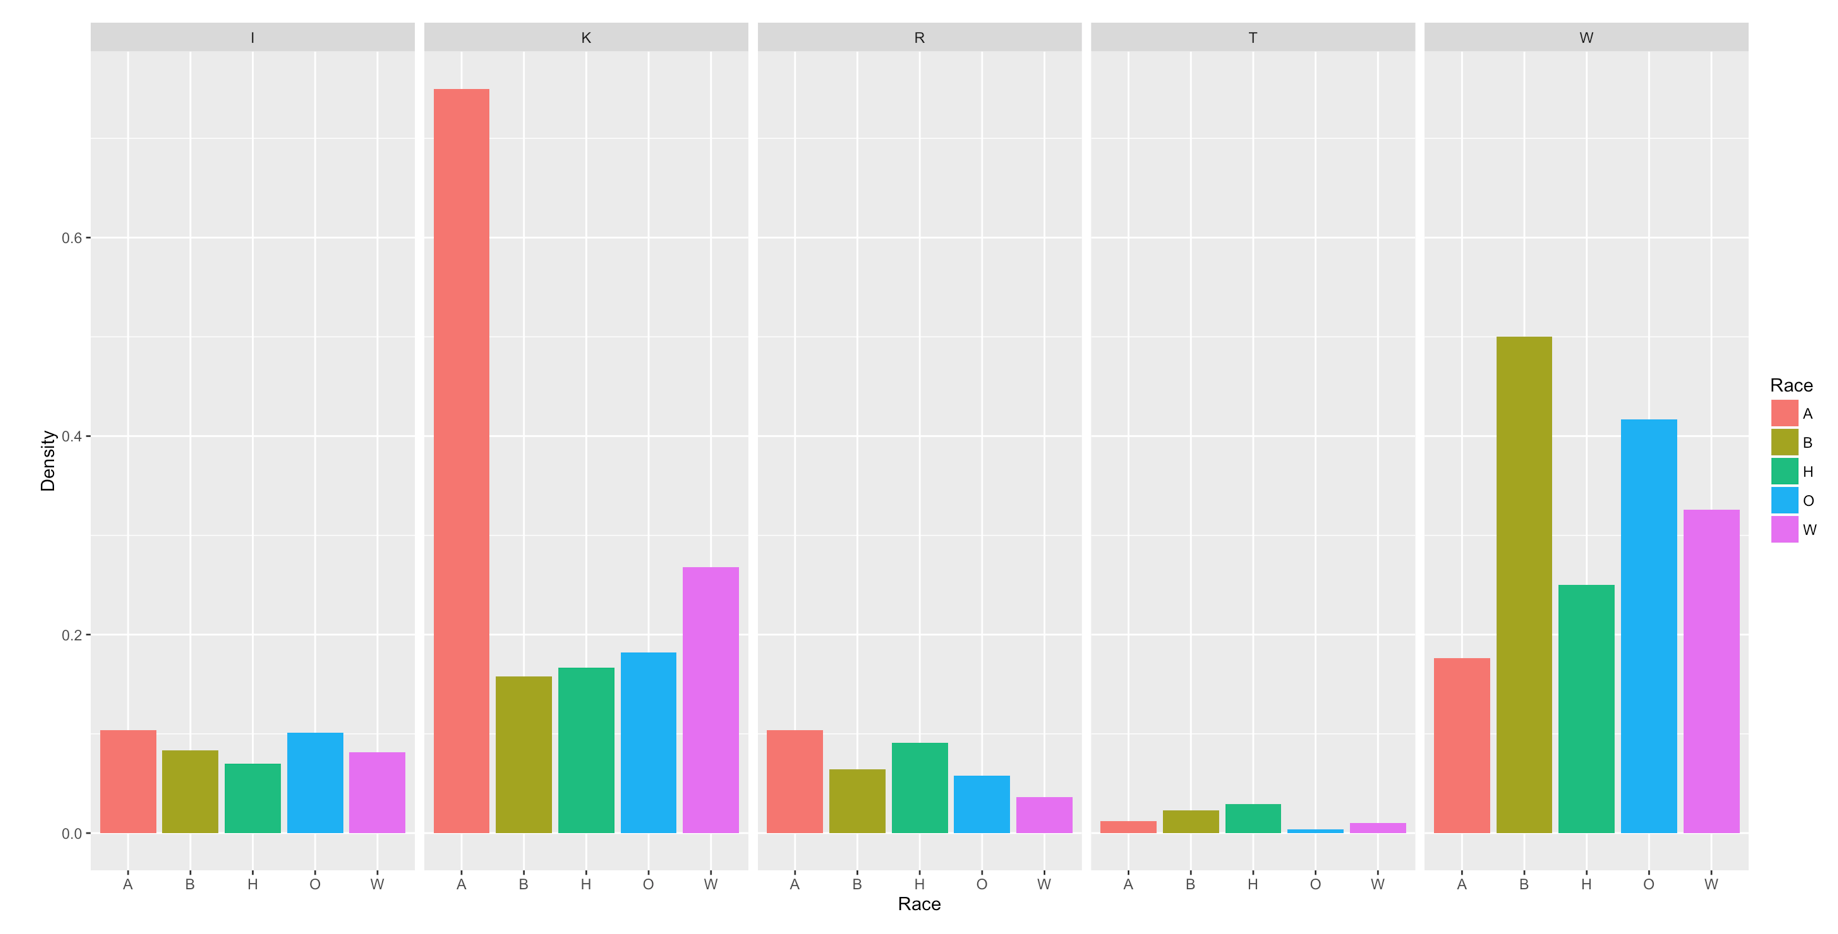 I K R T W
0.6
0.4
0.2
0.0
Density
A B H O W A B H O W A B H O W A B H O W A B H O W
Race
Race
A
B
H
O
W